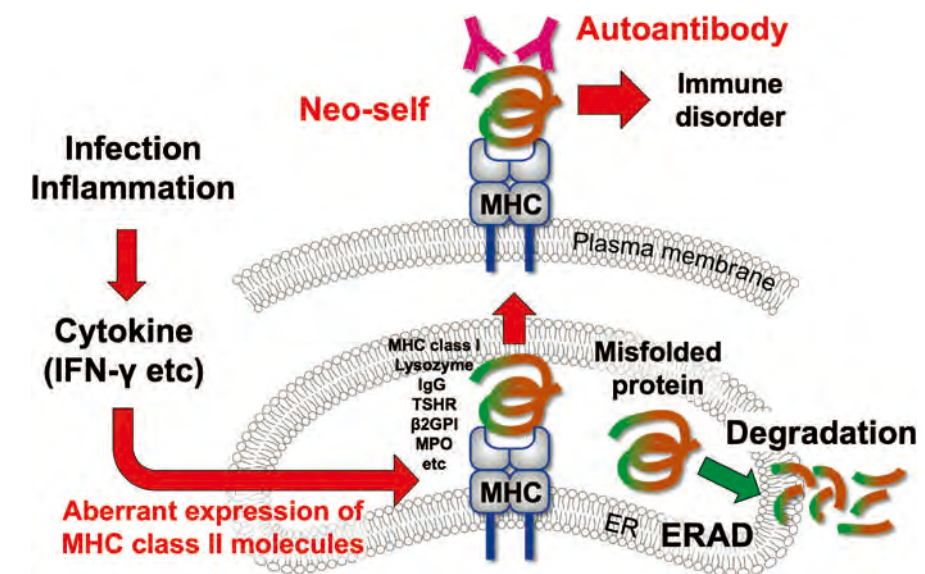 Autoantibody
Immune
disorder
Neo-self
Infection
Inflammation
MHC
Plasma membrane
Cytokine
(IFN-γ etc)
MHC class I
Lysozyme
IgG
TSHR
β2GPI
MPO
etc
Misfolded
protein
Degradation
MHC
ER
ERAD
Aberrant expression of
MHC class II molecules